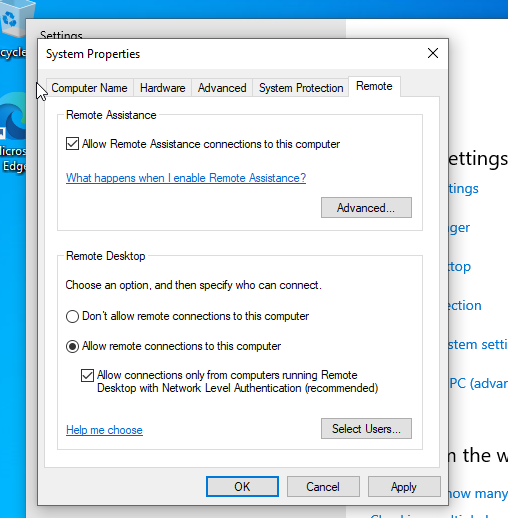 Settings
System Properties
Computer Name
Hardware
Advanced
System Protection
Remote
Remote Assistance
Allow Remote Assistance connections to this computer
What happens when I enable Remote Assistance?
Advanced...
Remote Desktop
Choose an option, and then specify who can connect.
Don't allow remote connections to this computer
Allow remote connections to this computer
Allow connections only from computers running Remote
Desktop with Network Level Authentication (recommended)
Help me choose
Select Users...
OK
Cancel
Apply
cycle
Micros
Edge
ettings
ttings
ger
top
ection
stem setti
PC (advan
n the w
how many